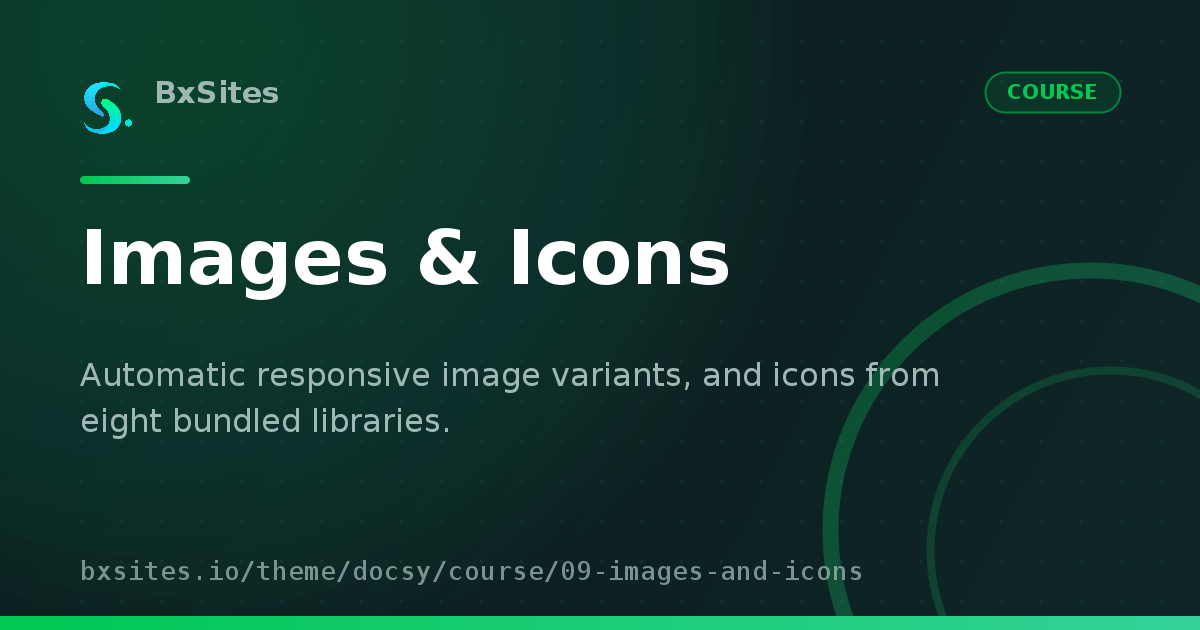 BxSites
COURSE
Images & Icons
Automatic responsive image variants, and icons from
eight bundled libraries.
bxsites.io/theme/docsy/course/09-images-and-icons